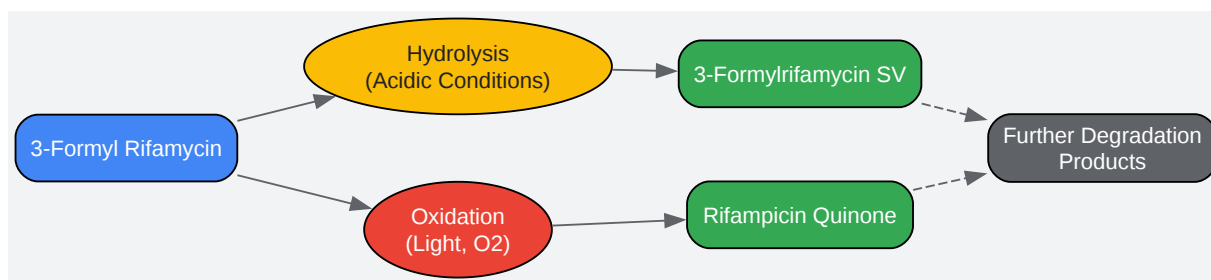 3-Formyl Rifamycin
Hydrolysis
(Acidic Conditions)
3-Formylrifamycin SV
Oxidation
(Light, O2)
Rifampicin Quinone
Further Degradation
Products